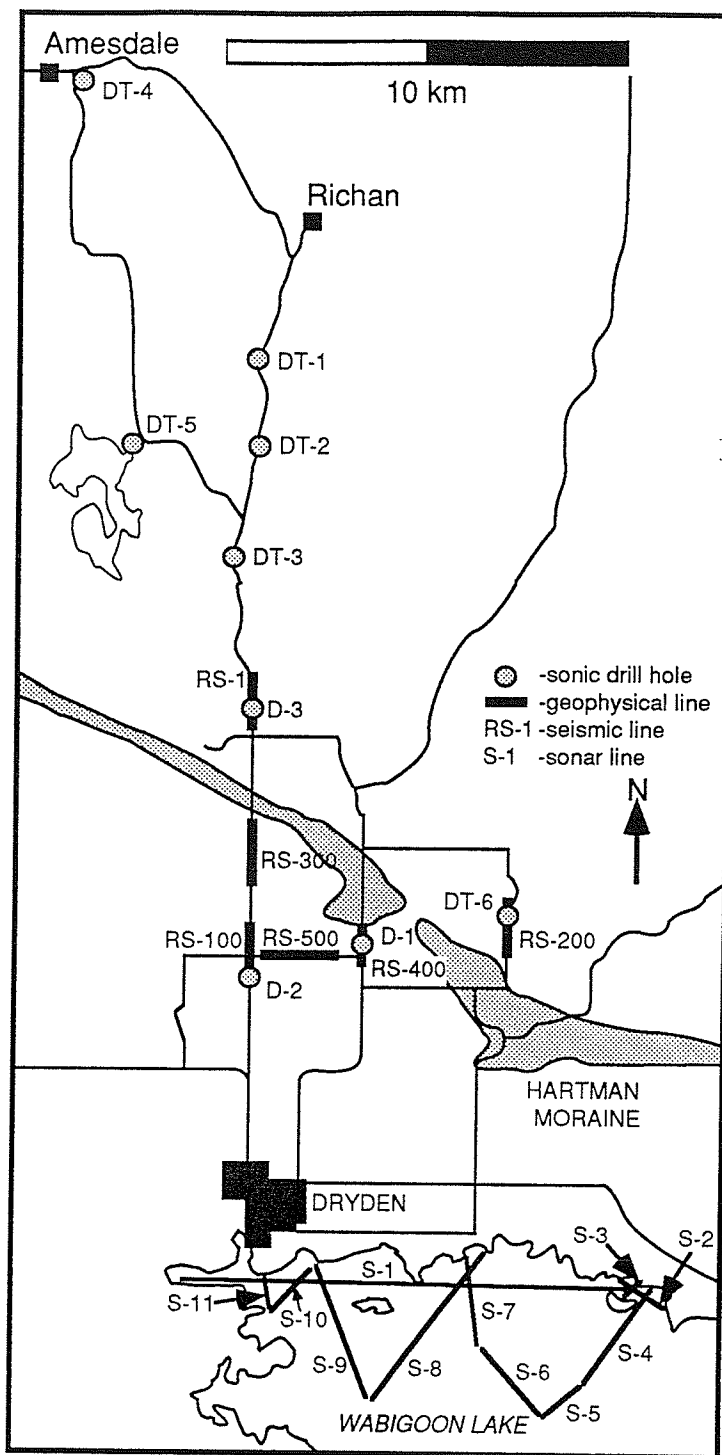 Amesdale
DT-4
10 km
Richan
DT-1
DT-5
DT-2
DT-3
RS-1
D-3
-sonic drill hole
-geophysical line
RS-1 -seismic line
S-1 -sonar line
N
RS-300
DT-6
RS-100
RS-500
D-1
RS-200
RS-400
D-2
HARTMAN
MORAINE
DRYDEN
S-3
S-2
S-1
S-11
S-10
S-7
S-9
S-8
S-6
S-4
S-5
WABIGOON LAKE